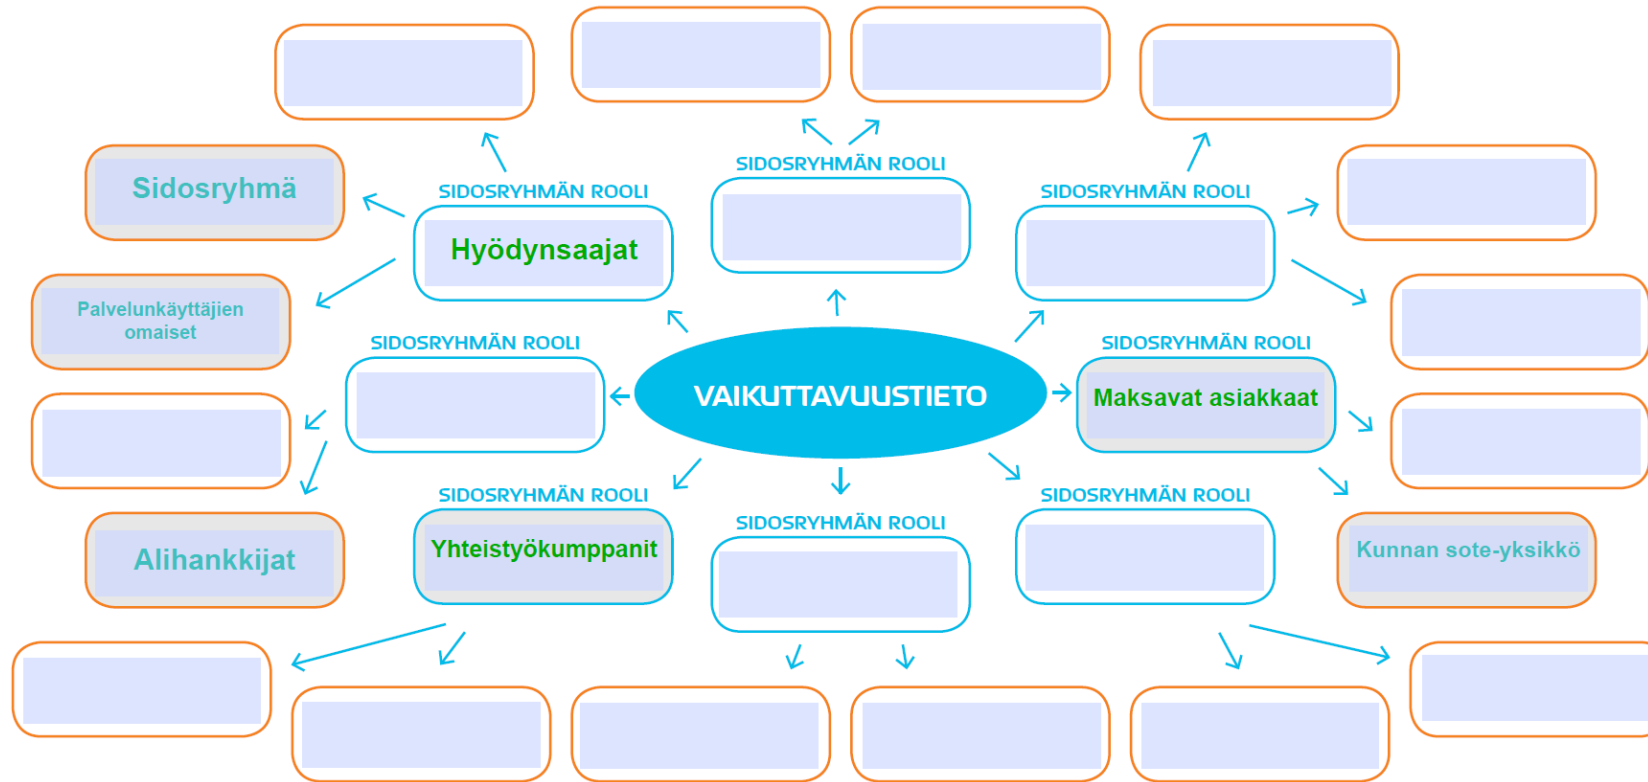 SIDOSRYHMÄN ROOLI
Sidosryhmä
SIDOSRYHMÄN ROOLI
SIDOSRYHMÄN ROOLI
Hyödynsaajat
Palvelunkäyttäjien
omaiset
SIDOSRYHMÄN ROOLI
SIDOSRYHMÄN ROOLI
VAIKUTTAVUUSTIETO
Maksavat asiakkaat
SIDOSRYHMÄN ROOLI
SIDOSRYHMÄN ROOLI
SIDOSRYHMÄN ROOLI
Alihankkijat
Yhteistyökumppanit
Kunnan sote-yksikkö